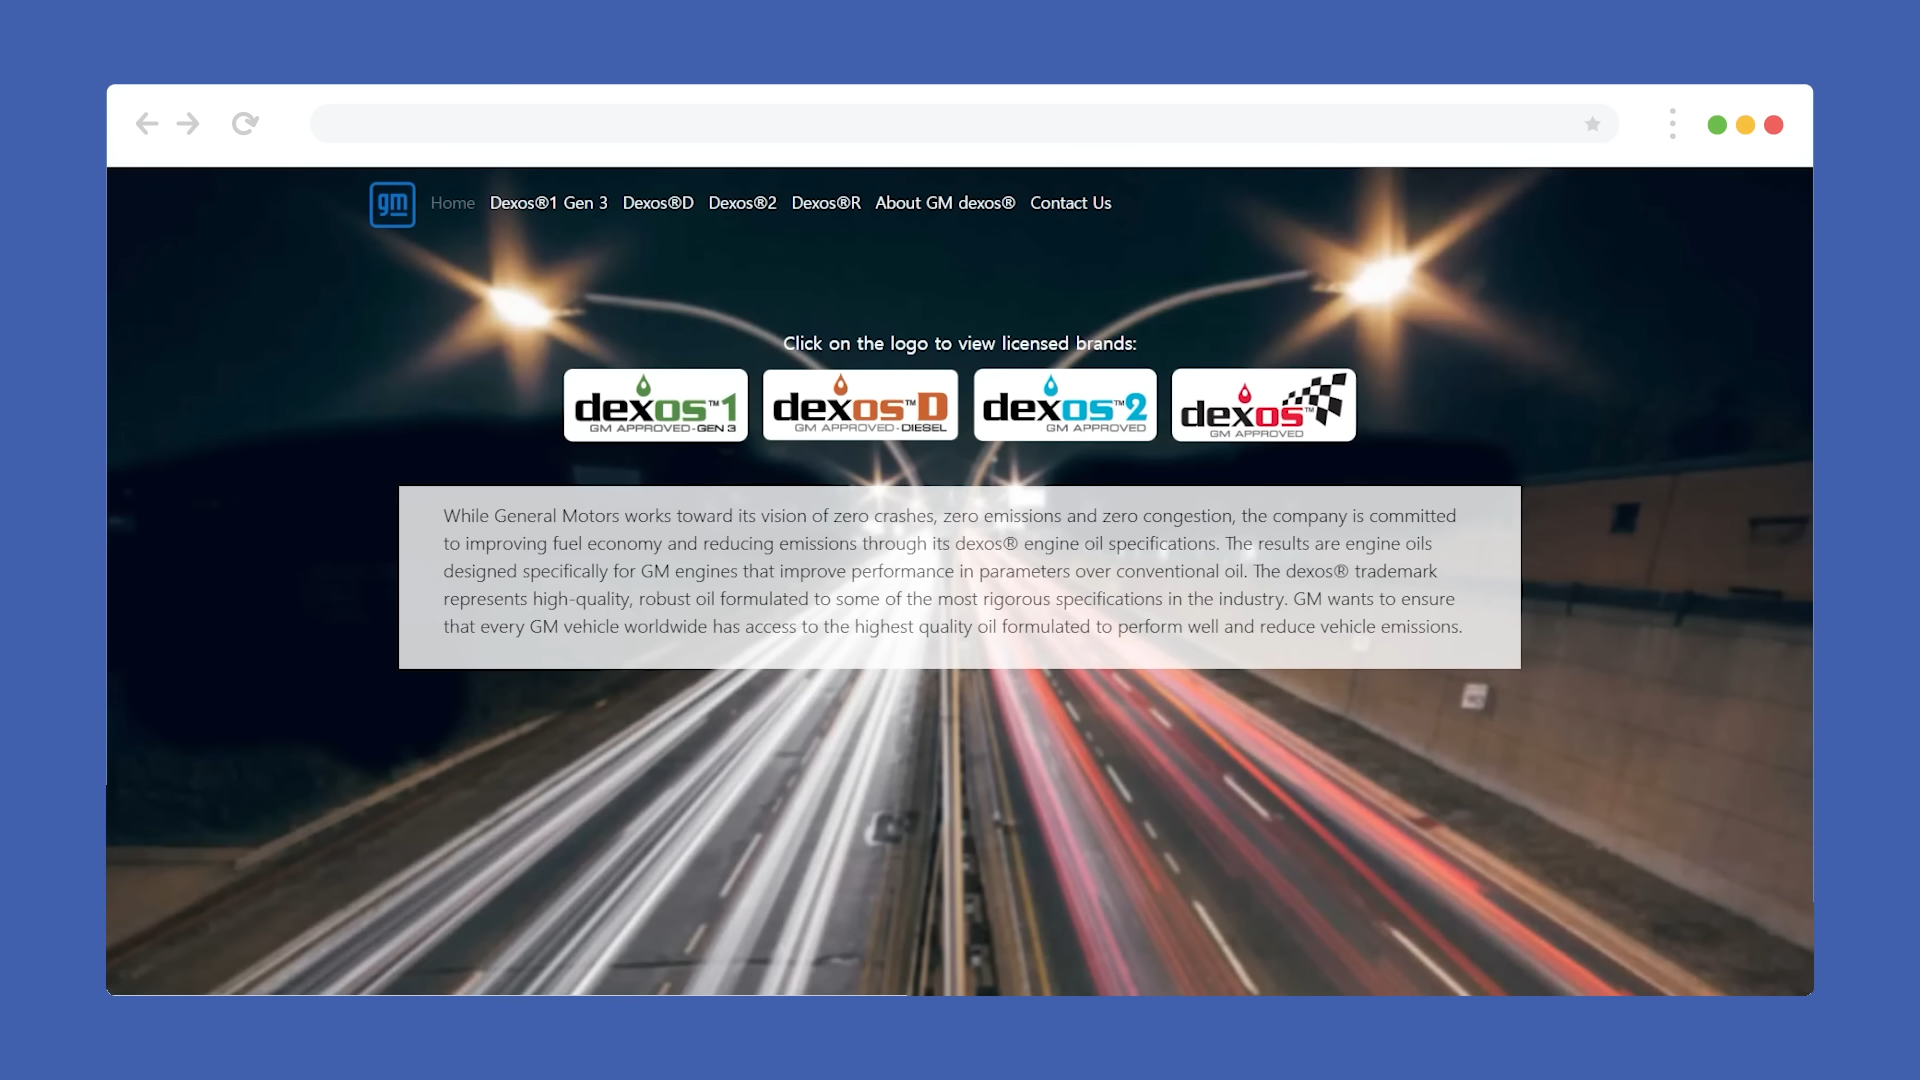 gm Home Dexos®1 Gen 3 Dexos®D Dexos®2 Dexos®R About GM dexos® Contact Us
Click on the logo to view licensed brands:
dexos™1
GM APPROVED-GEN 3
dexos™D
GM APPROVED-DIESEL
dexos™2
GM APPROVED
dexos™
GM APPROVED
While General Motors works toward its vision of zero crashes, zero emissions and zero congestion, the company is committed
to improving fuel economy and reducing emissions through its dexos® engine oil specifications. The results are engine oils
designed specifically for GM engines that improve performance in parameters over conventional oil. The dexos® trademark
represents high-quality, robust oil formulated to some of the most rigorous specifications in the industry. GM wants to ensure
that every GM vehicle worldwide has access to the highest quality oil formulated to perform well and reduce vehicle emissions.